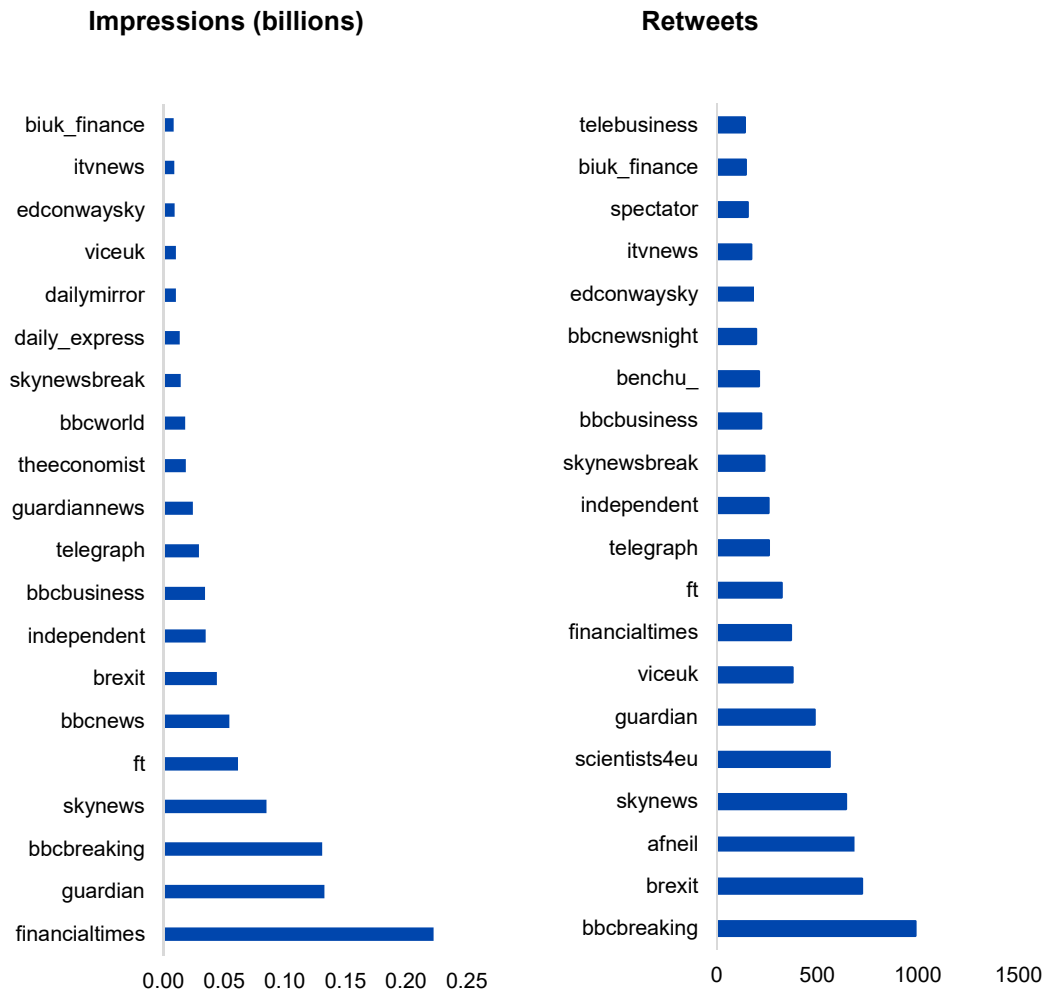 Impressions (billions)
biuk_finance
itvnews
edconwaysky
viceuk
dailymirror
daily_express
skynewsbreak
bbcworld
theeconomist
guardiannews
telegraph
bbcbusiness
independent
brexit
bbcnews
ft
skynews
bbcbreaking
guardian
financialtimes
0.00 0.05 0.10 0.15 0.20 0.25
Retweets
telebusiness
biuk_finance
spectator
itvnews
edconwaysky
bbcnewsnight
benchu_
bbcbusiness
skynewsbreak
independent
telegraph
ft
financialtimes
viceuk
guardian
scientists4eu
skynews
afneil
brexit
bbcbreaking
0 500 1000 1500